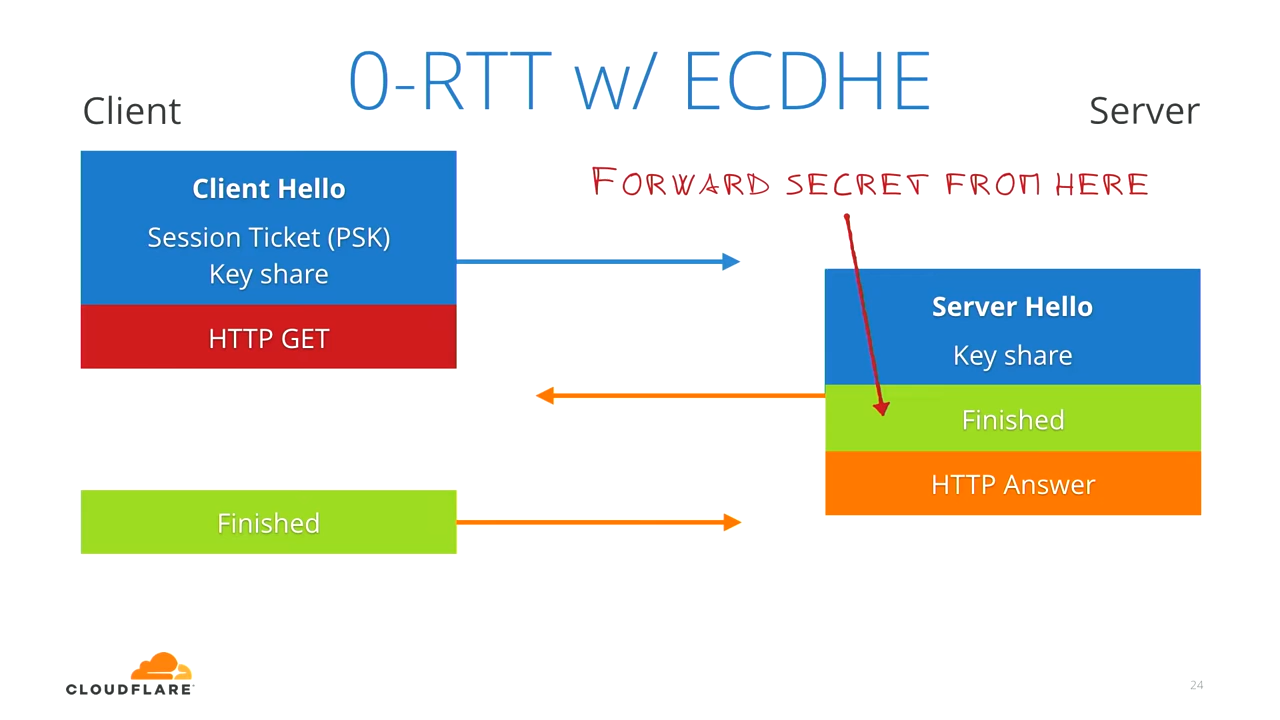 0-RTT w/ ECDHE
Client
Server
Client Hello
Session Ticket (PSK)
Key share
HTTP GET
FORWARD SECRET FROM HERE
Server Hello
Key share
Finished
HTTP Answer
Finished
CLOUDFLARE
24